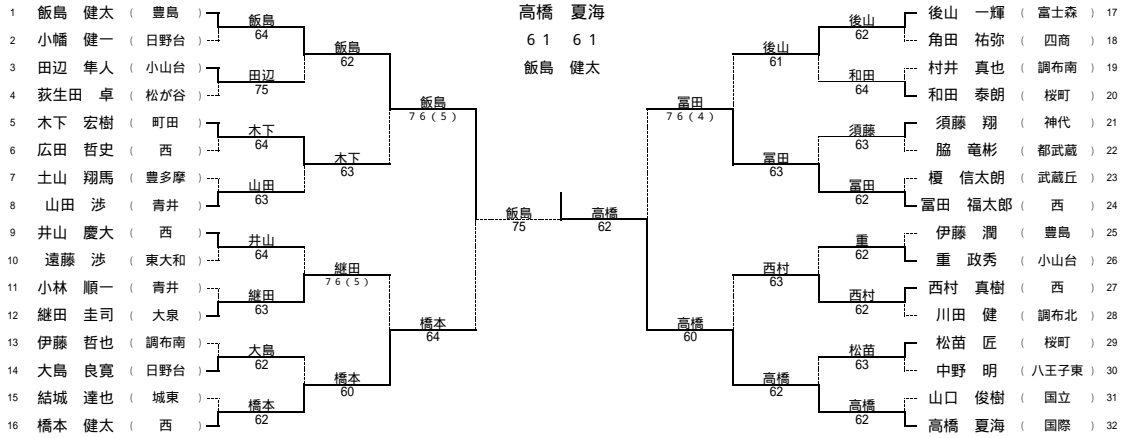 高橋 夏海
6 1 6 1
飯島 健太
1 飯島 健太 ( 豊島 )
2 小幡 健一 ( 日野台 )
3 田辺 隼人 ( 小山台 )
4 荻生田 卓 ( 松が谷 )
5 木下 宏樹 ( 町田 )
6 広田 哲史 ( 西 )
7 土山 翔馬 ( 豊多摩 )
8 山田 渉 ( 青井 )
9 井山 慶大 ( 西 )
10 遠藤 渉 ( 東大和 )
11 小林 順一 ( 青井 )
12 継田 圭司 ( 大泉 )
13 伊藤 哲也 ( 調布南 )
14 大島 良寛 ( 日野台 )
15 結城 達也 ( 城東 )
16 橋本 健太 ( 西 )
飯島
64
田辺
75
木下
64
山田
63
井山
64
継田
63
大島
62
橋本
62
飯島
62
木下
63
継田
7 6 ( 5 )
橋本
60
飯島
7 6 ( 5 )
橋本
64
飯島
75
高橋
62
冨田
7 6 ( 4 )
高橋
60
後山
61
冨田
63
西村
63
高橋
62
後山
62
和田
64
須藤
63
冨田
62
重
62
西村
62
松苗
63
高橋
62
後山 一輝 ( 富士森 ) 17
角田 祐弥 ( 四商 ) 18
村井 真也 ( 調布南 ) 19
和田 泰朗 ( 桜町 ) 20
須藤 翔 ( 神代 ) 21
脇 竜彬 ( 都武蔵 ) 22
榎 信太朗 ( 武蔵丘 ) 23
冨田 福太郎 ( 西 ) 24
伊藤 潤 ( 豊島 ) 25
重 政秀 ( 小山台 ) 26
西村 真樹 ( 西 ) 27
川田 健 ( 調布北 ) 28
松苗 匠 ( 桜町 ) 29
中野 明 ( 八王子東 ) 30
山口 俊樹 ( 国立 ) 31
高橋 夏海 ( 国際 ) 32